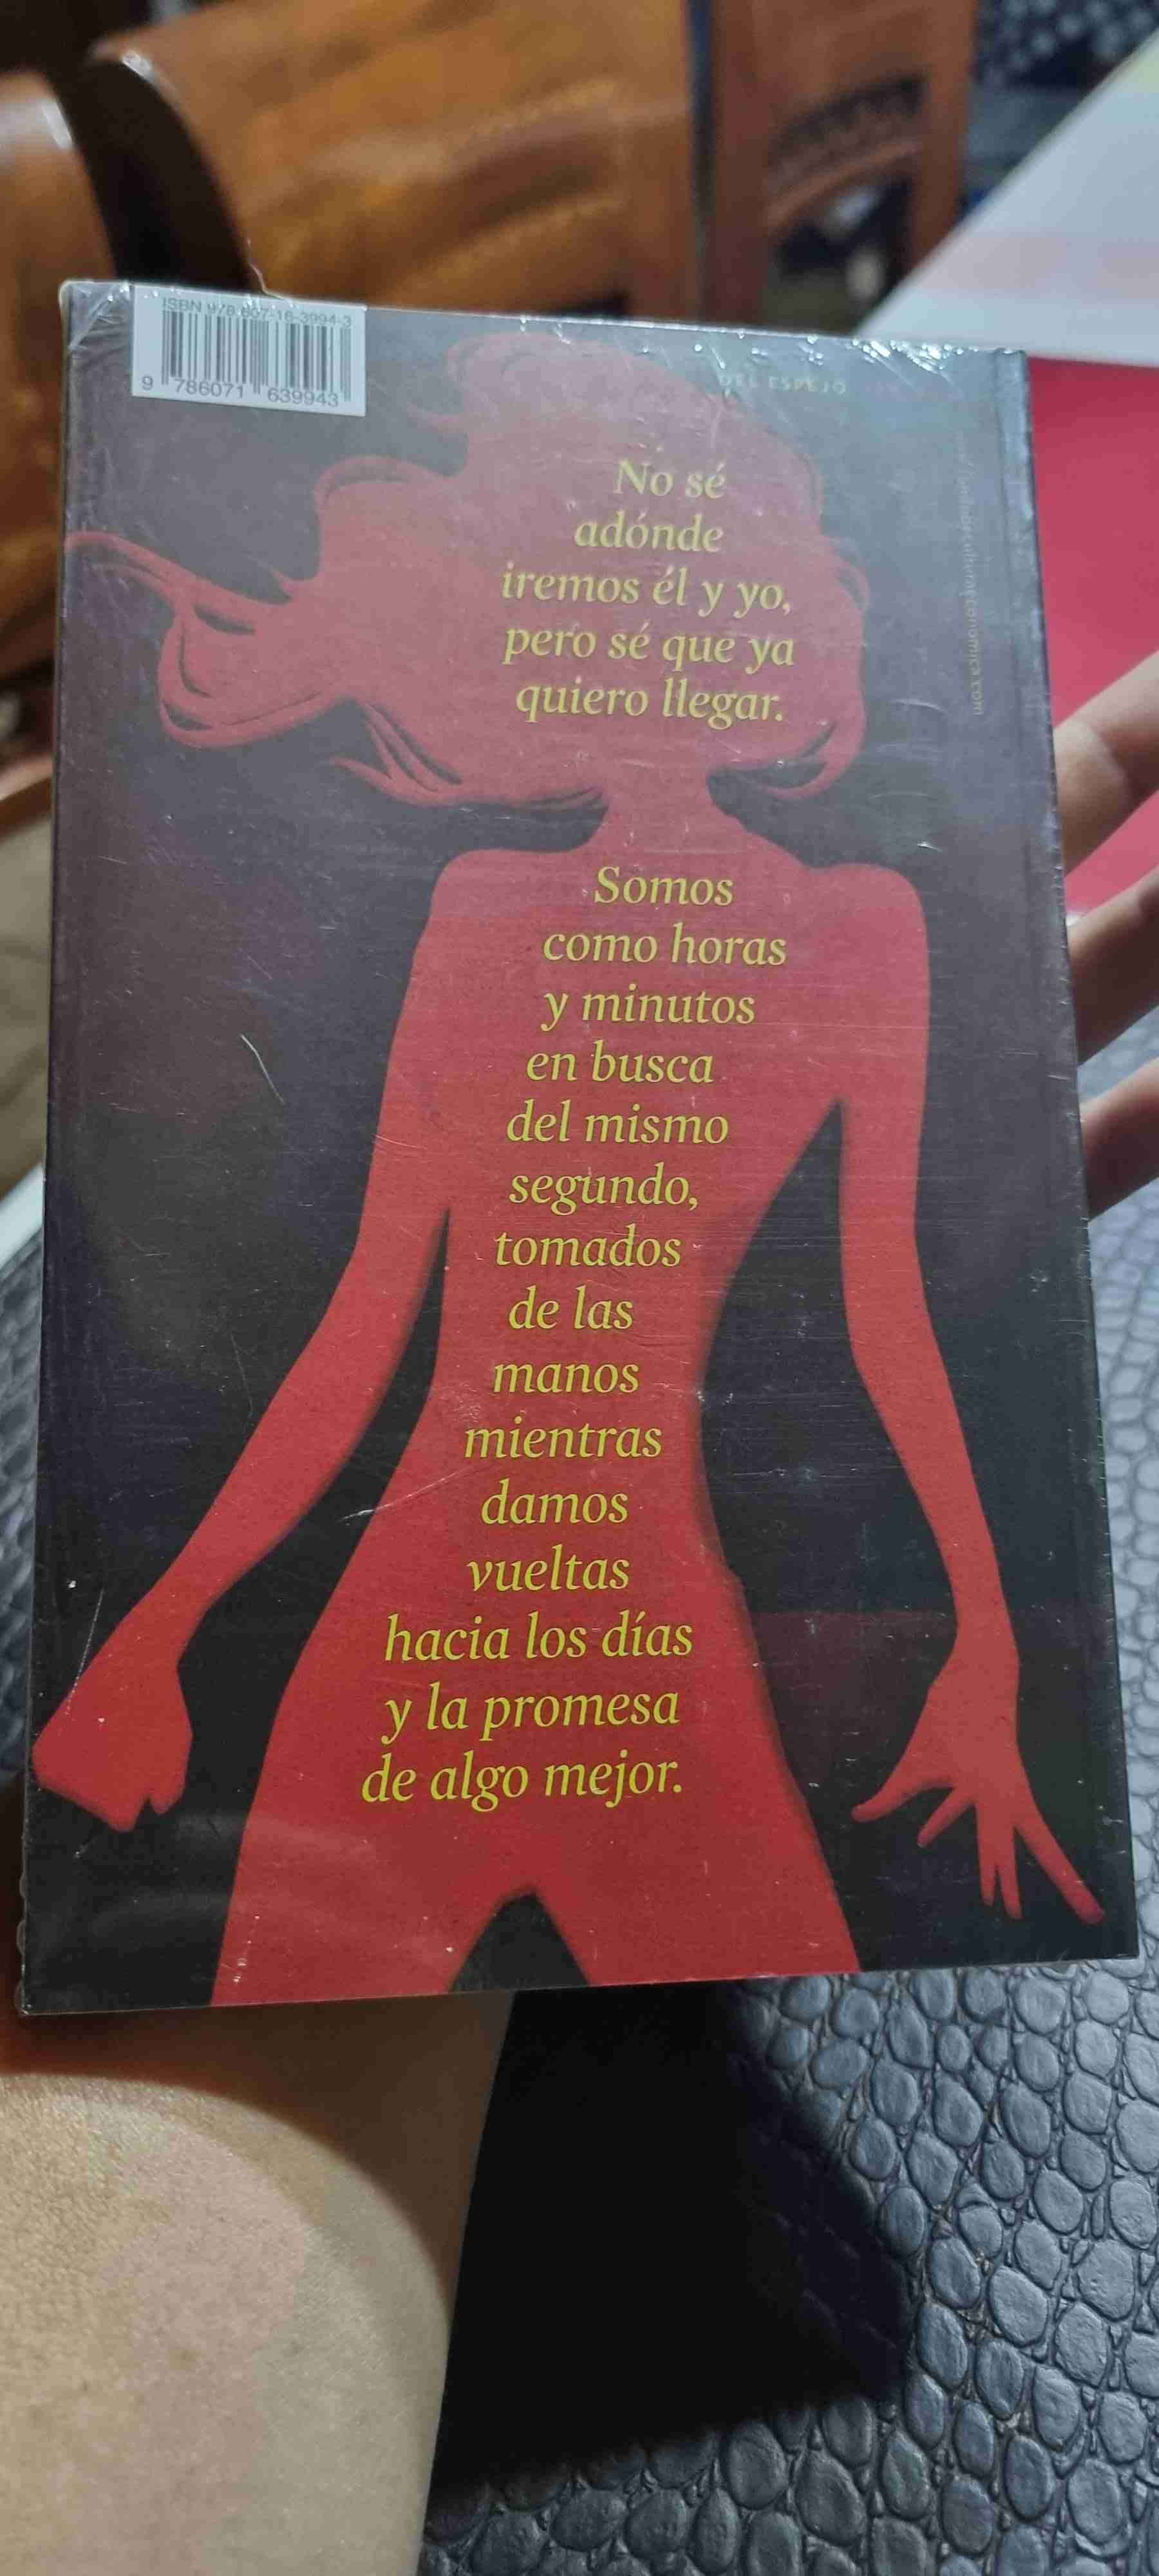 ISBN 978-607-16-3994-3
9 786071 639943
DEL ESPEJO
No sé
adónde
iremos él y yo,
pero sé que ya
quiero llegar.
Somos
como horas
y minutos
en busca
del mismo
segundo,
tomados
de las
manos
mientras
damos
vueltas
hacia los días
y la promesa
de algo mejor.